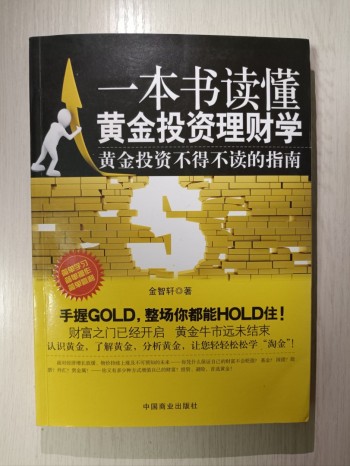 一本书读懂
黄金投资理财学
黄金投资不得不读的指南
金智轩◎著
手握GOLD，整场你都能HOLD住！
财富之门已经开启 黄金牛市远未结束
认识黄金、了解黄金、分析黄金，让您轻轻松松学“淘金”！
中国商业出版社